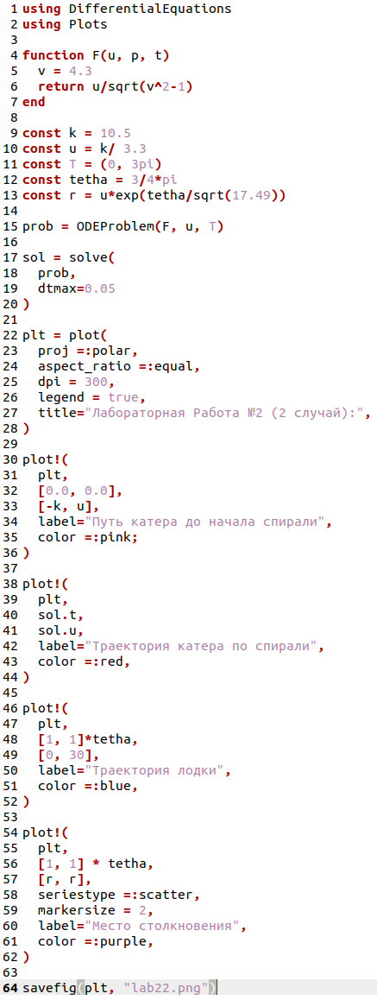 1 using DifferentialEquations
2 using Plots
3
4 function F(u, p, t)
5   v = 4.3
6   return u/sqrt(v^2-1)
7 end
8
9 const k = 10.5
10 const u = k/ 3.3
11 const T = (0, 3pi)
12 const tetha = 3/4*pi
13 const r = u*exp(tetha/sqrt(17.49))
14
15 prob = ODEProblem(F, u, T)
16
17 sol = solve(
18   prob,
19   dtmax=0.05
20 )
21
22 plt = plot(
23   proj =:polar,
24   aspect_ratio =:equal,
25   dpi = 300,
26   legend = true,
27   title="Лабораторная Работа №2 (2 случай):",
28 )
29
30 plot!(
31   plt,
32   [0.0, 0.0],
33   [-k, u],
34   label="Путь катера до начала спирали",
35   color =:pink;
36 )
37
38 plot!(
39   plt,
40   sol.t,
41   sol.u,
42   label="Траектория катера по спирали",
43   color =:red,
44 )
45
46 plot!(
47   plt,
48   [1, 1]*tetha,
49   [0, 30],
50   label="Траектория лодки",
51   color =:blue,
52 )
53
54 plot!(
55   plt,
56   [1, 1] * tetha,
57   [r, r],
58   seriestype =:scatter,
59   markersize = 2,
60   label="Место столкновения",
61   color =:purple,
62 )
63
64 savefig(plt, "lab22.png")